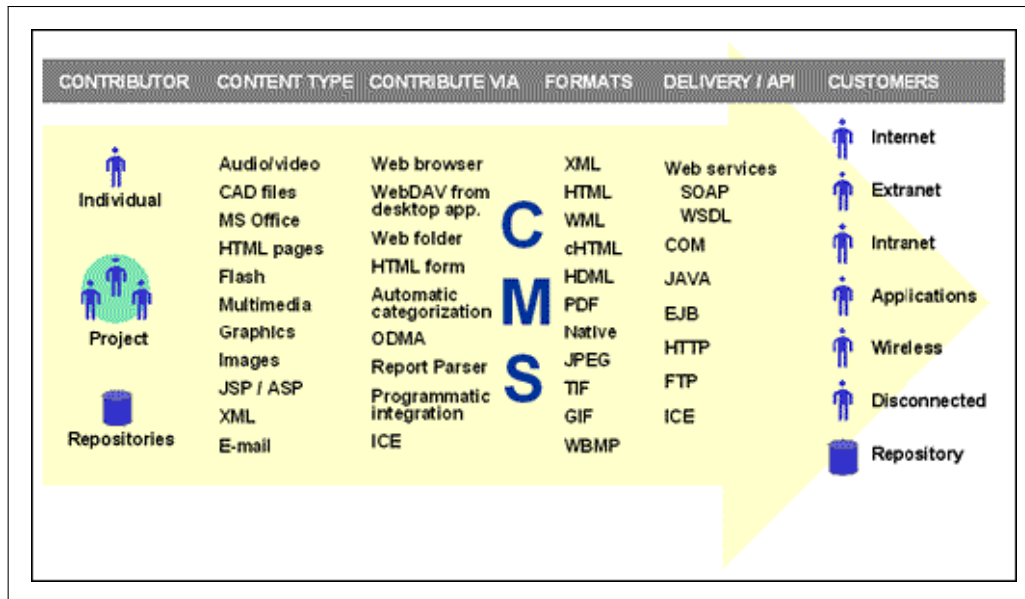 CONTRIBUTOR CONTENT TYPE CONTRIBUTE VIA FORMATS DELIVERY / API CUSTOMERS
Individual
Project
Repositories
Audio/video
CAD files
MS Office
HTML pages
Flash
Multimedia
Graphics
Images
JSP / ASP
XML
E-mail
Web browser
WebDAV from
desktop app.
Web folder
HTML form
Automatic
categorization
ODMA
Report Parser
Programmatic
integration
ICE
C
M
S
XML
HTML
WML
cHTML
HDML
PDF
Native
JPEG
TIF
GIF
WBMP
Web services
SOAP
WSDL
COM
JAVA
EJB
HTTP
FTP
ICE
Internet
Extranet
Intranet
Applications
Wireless
Disconnected
Repository